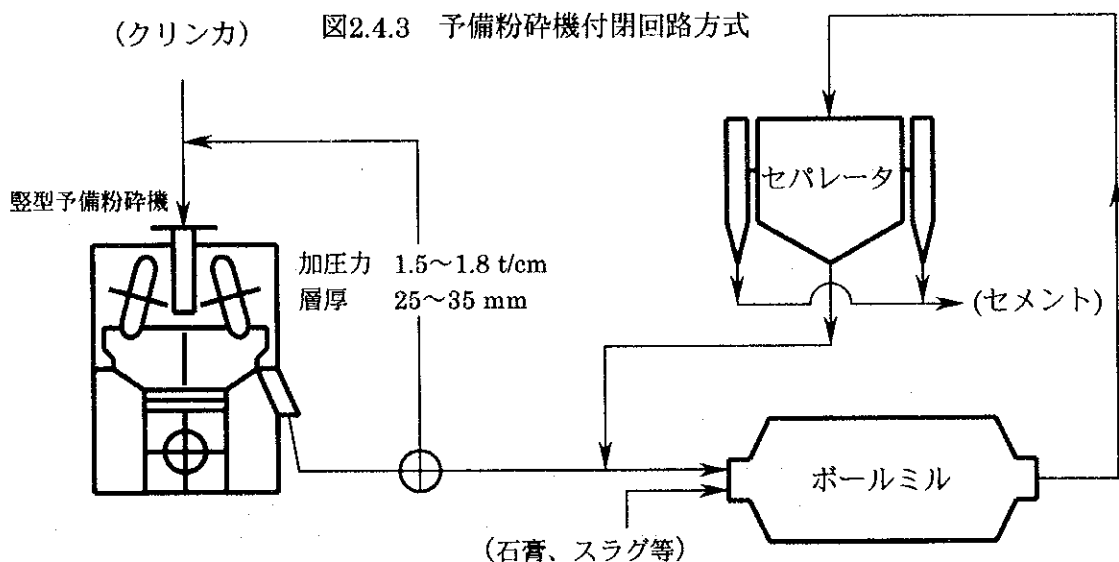 (クリンカ)
図2.4.3 予備粉砕機付閉回路方式
竪型予備粉砕機
加圧力 1.5～1.8 t/cm
層厚 25～35 mm
セパレータ
(セメント)
ボールミル
(石膏、スラグ等)